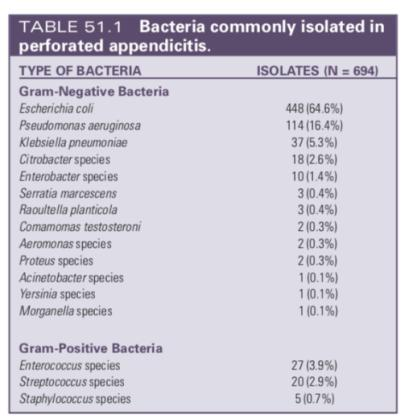 TABLE 51.1 Bacteria commonly isolated in
perforated appendicitis.
TYPE OF BACTERIA ISOLATES (N = 694)
Gram-Negative Bacteria
Escherichia coli 448 (64.6%)
Pseudomonas aeruginosa 114 (16.4%)
Klebsiella pneumoniae 37 (5.3%)
Citrobacter species 18 (2.6%)
Enterobacter species 10 (1.4%)
Serratia marcescens 3 (0.4%)
Raoultella planticola 3 (0.4%)
Comamomas testosteroni 2 (0.3%)
Aeromonas species 2 (0.3%)
Proteus species 2 (0.3%)
Acinetobacter species 1 (0.1%)
Yersinia species 1 (0.1%)
Morganella species 1 (0.1%)
Gram-Positive Bacteria
Enterococcus species 27 (3.9%)
Streptococcus species 20 (2.9%)
Staphylococcus species 5 (0.7%)